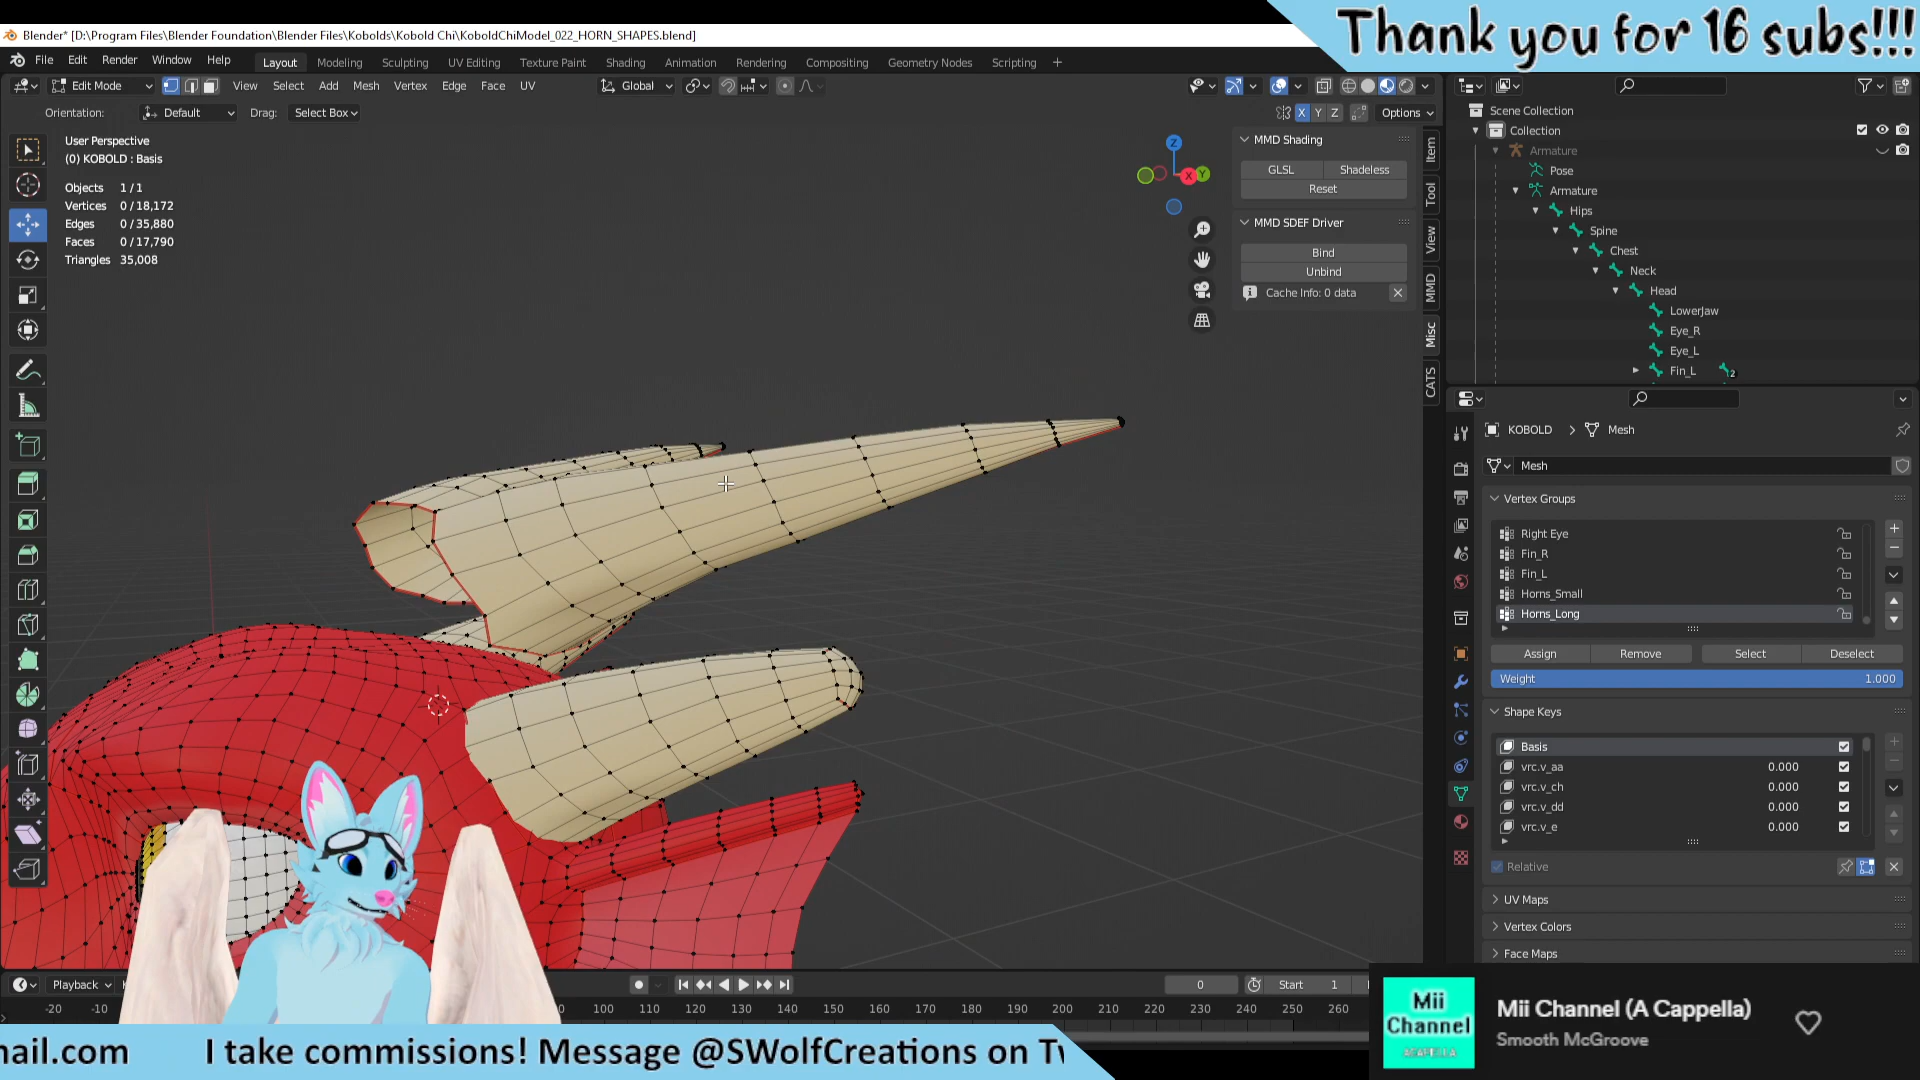 Blender* [D:\Program Files\Blender Foundation\Blender Files\Kobolds\Kobold Chi\KoboldChiModel_022_HORN_SHAPES.blend]
Thank you for 16 subs!!!
File Edit Render Window Help
Layout Modeling Sculpting UV Editing Texture Paint Shading Animation Rendering Compositing Geometry Nodes Scripting +
Edit Mode View Select Add Mesh Vertex Edge Face UV
Global
Orientation: Default Drag: Select Box
X Y Z Options
User Perspective
(0) KOBOLD : Basis
Objects 1/1
Vertices 0/18,172
Edges 0/35,880
Faces 0/17,790
Triangles 35,008
Z
X
Y
MMD Shading
GLSL Shadeless
Reset
MMD SDEF Driver
Bind
Unbind
Cache Info: 0 data
Item
Tool
View
MMD
Misc
CATS
Scene Collection
Collection
Armature
Pose
Armature
Hips
Spine
Chest
Neck
Head
LowerJaw
Eye_R
Eye_L
Fin_L 2
KOBOLD > Mesh
Mesh
Vertex Groups
Right Eye
Fin_R
Fin_L
Horns_Small
Horns_Long
Assign Remove Select Deselect
Weight 1.000
Shape Keys
Basis
vrc.v_aa 0.000
vrc.v_ch 0.000
vrc.v_dd 0.000
vrc.v_e 0.000
Relative
UV Maps
Vertex Colors
Face Maps
Playback
0 Start 1
-20 -10 100 110 120 130 140 150 160 170 180 190 200 210 220 230 240 250 260
nail.com I take commissions! Message @SWolfCreations on Tw
Mii
Channel
ACAPELLA
Mii Channel (A Cappella)
Smooth McGroove